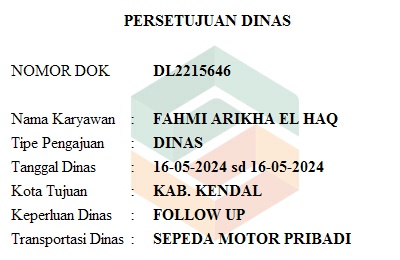 PERSETUJUAN DINAS
NOMOR DOK DL2215646
Nama Karyawan : FAHMI ARIKHA EL HAQ
Tipe Pengajuan : DINAS
Tanggal Dinas : 16-05-2024 sd 16-05-2024
Kota Tujuan : KAB. KENDAL
Keperluan Dinas : FOLLOW UP
Transportasi Dinas : SEPEDA MOTOR PRIBADI